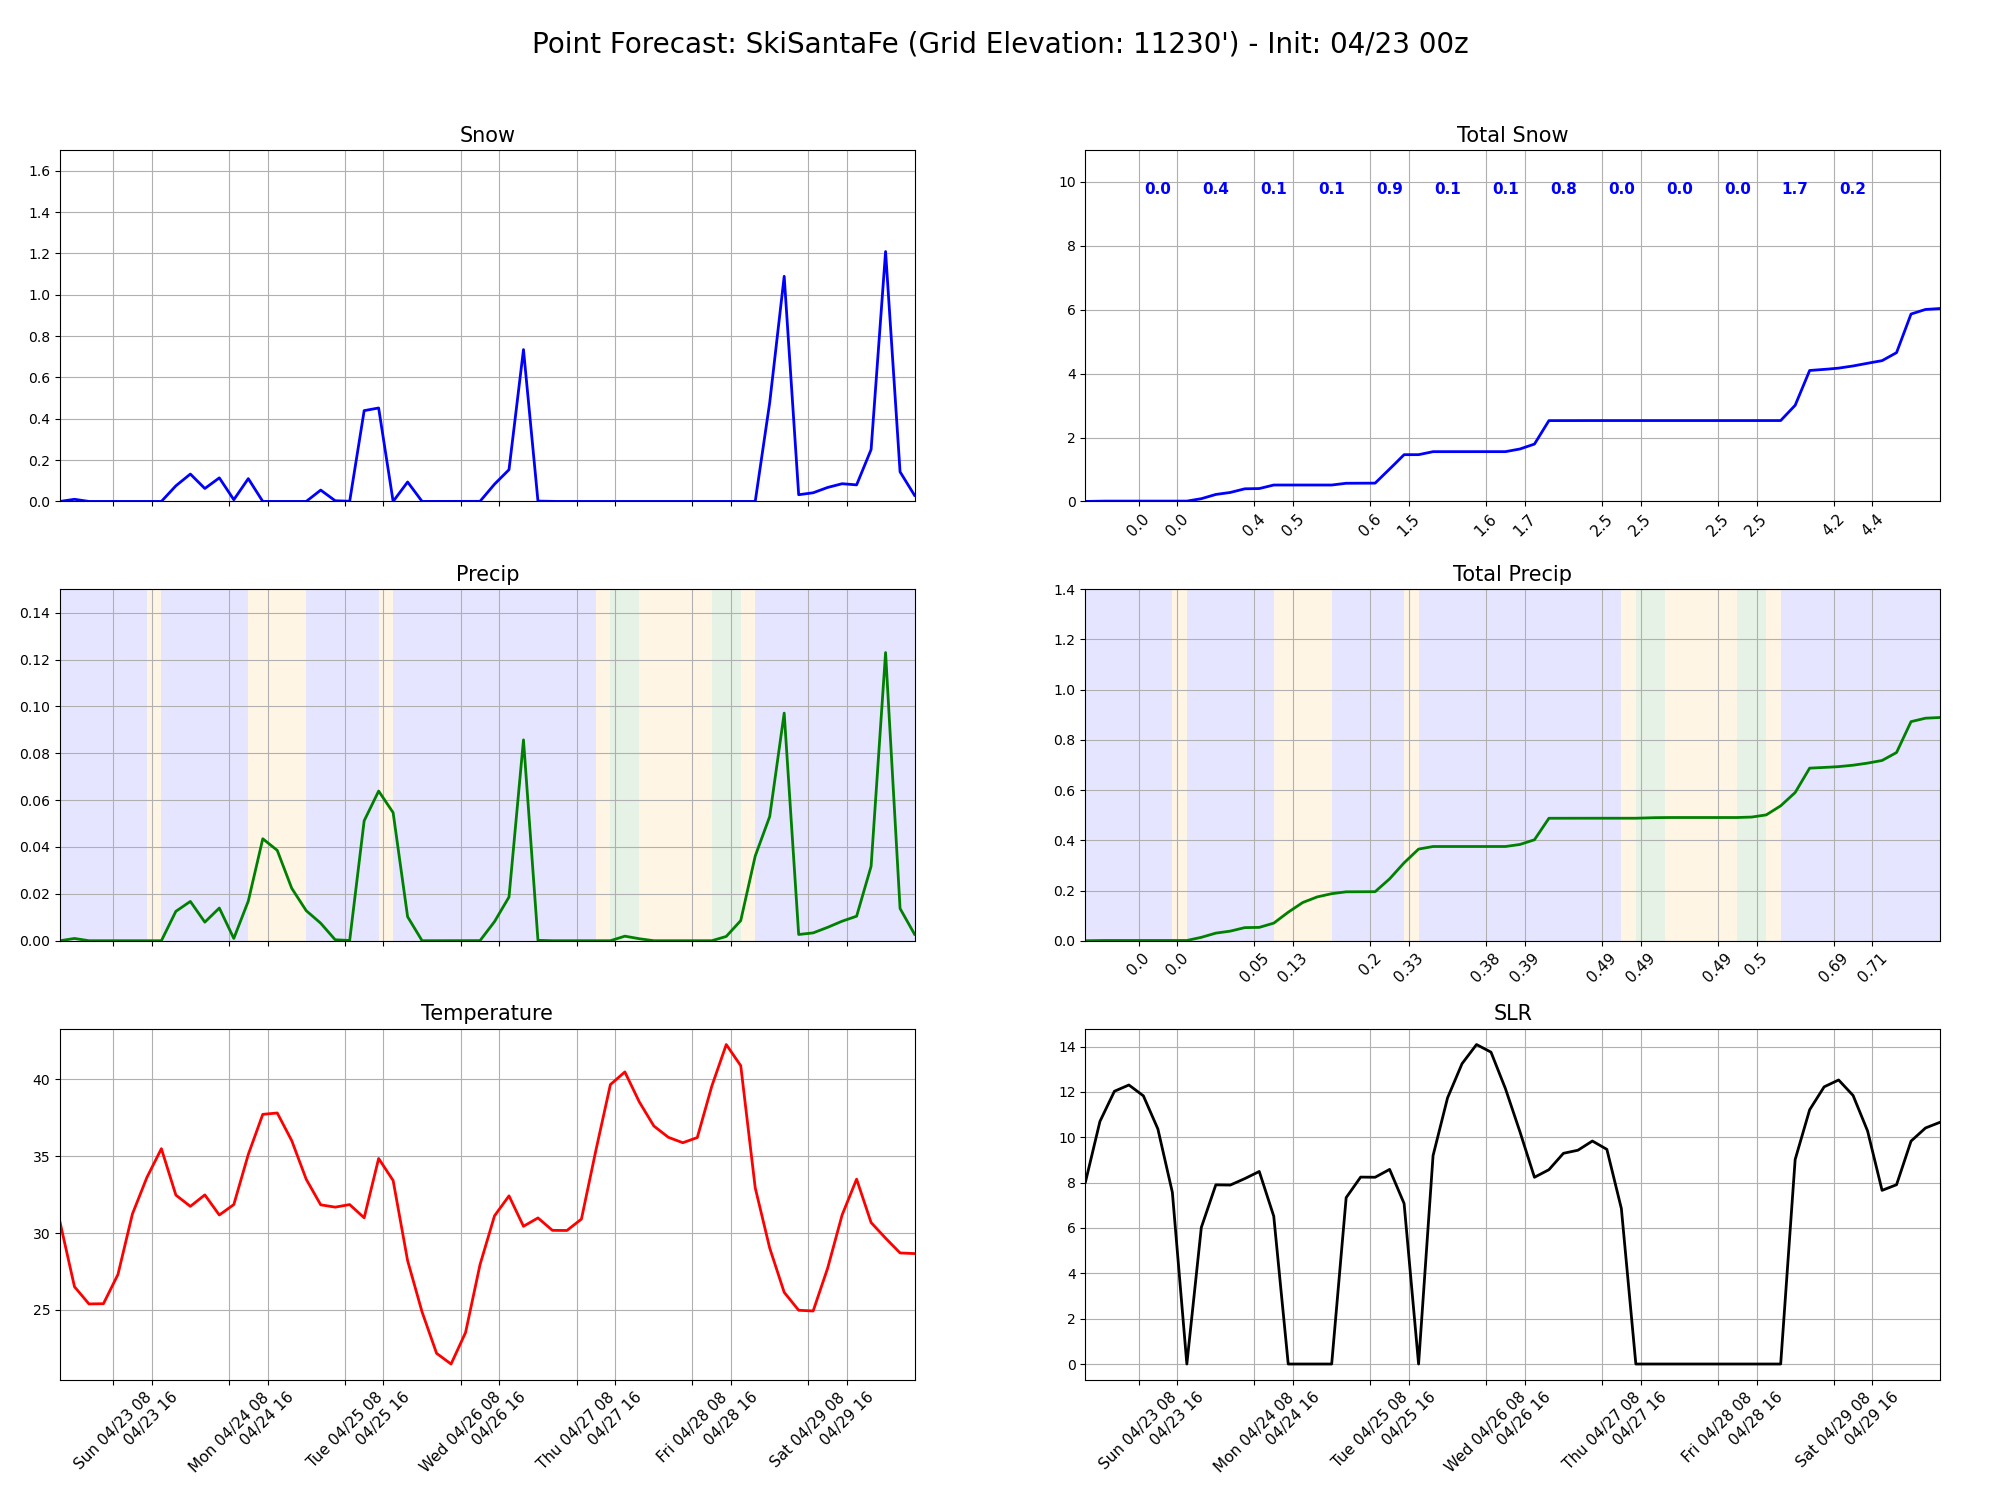 Point Forecast: SkiSantaFe (Grid Elevation: 11230') - Init: 04/23 00z
Snow
1.6
1.4
1.2
1.0
0.8
0.6
0.4
0.2
0.0
Total Snow
10
8
6
4
2
0
0.0 0.4 0.1 0.1 0.9 0.1 0.1 0.8 0.0 0.0 0.0 1.7 0.2
0.0 0.0 0.4 0.5 0.6 1.5 1.6 1.7 2.5 2.5 2.5 2.5 4.2 4.4
Precip
0.14
0.12
0.10
0.08
0.06
0.04
0.02
0.00
Total Precip
1.4
1.2
1.0
0.8
0.6
0.4
0.2
0.0
0.0 0.0 0.05 0.13 0.2 0.33 0.38 0.39 0.49 0.49 0.49 0.5 0.69 0.71
Temperature
40
35
30
25
Sun 04/23 08
04/23 16
Mon 04/24 08
04/24 16
Tue 04/25 08
04/25 16
Wed 04/26 08
04/26 16
Thu 04/27 08
04/27 16
Fri 04/28 08
04/28 16
Sat 04/29 08
04/29 16
SLR
14
12
10
8
6
4
2
0
Sun 04/23 08
04/23 16
Mon 04/24 08
04/24 16
Tue 04/25 08
04/25 16
Wed 04/26 08
04/26 16
Thu 04/27 08
04/27 16
Fri 04/28 08
04/28 16
Sat 04/29 08
04/29 16